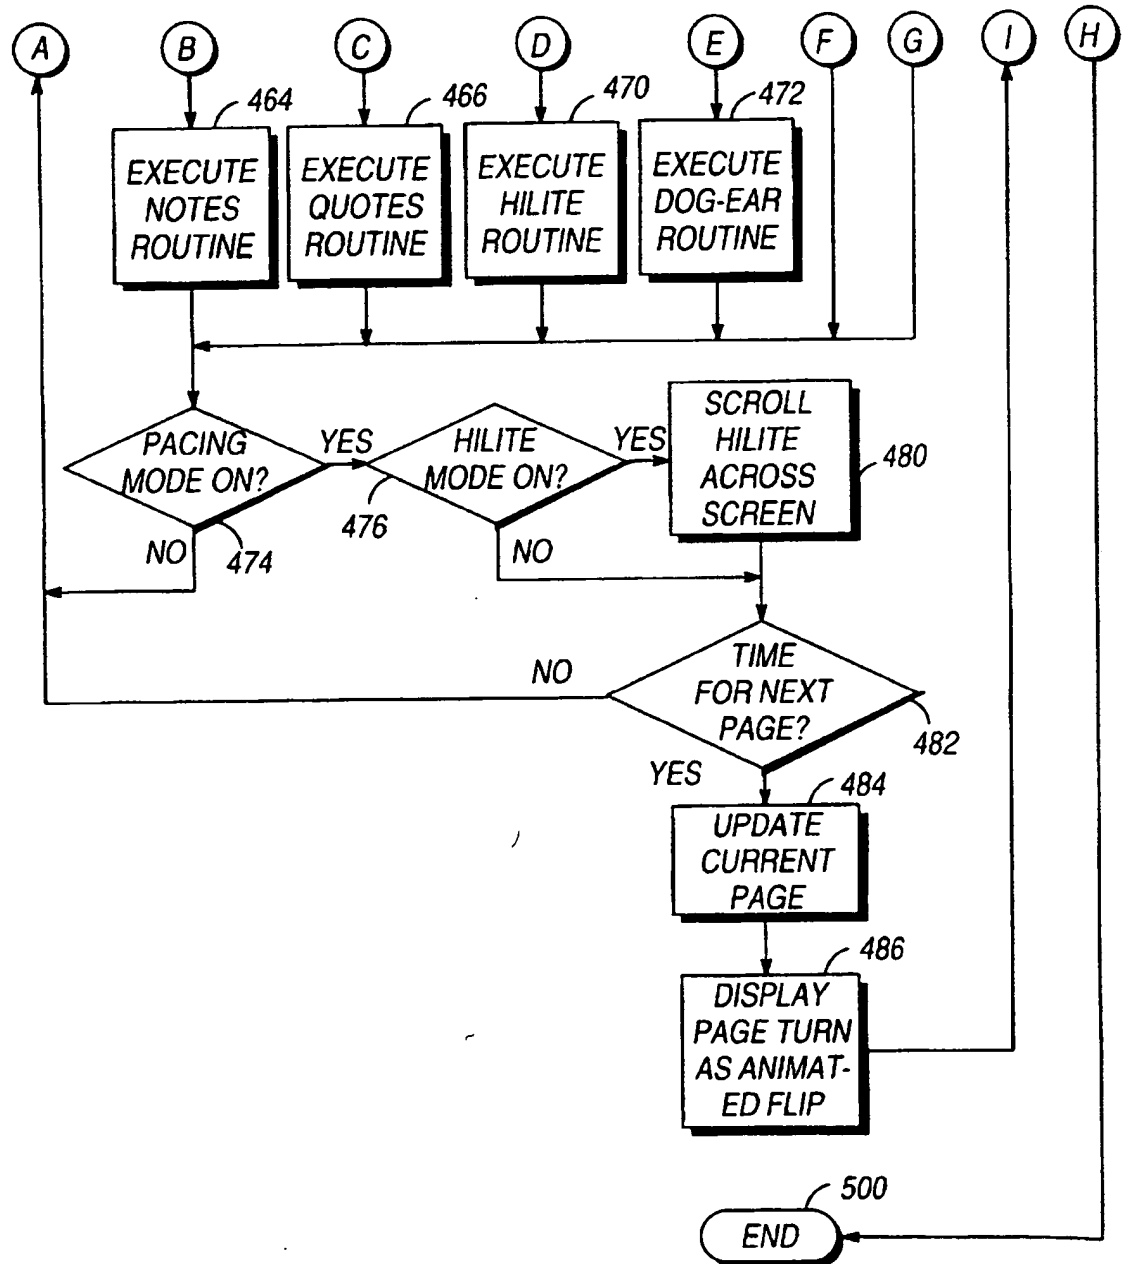 A
B
C
D
E
F
G
I
H
464
466
470
472
EXECUTE
NOTES
ROUTINE
EXECUTE
QUOTES
ROUTINE
EXECUTE
HILITE
ROUTINE
EXECUTE
DOG-EAR
ROUTINE
PACING
MODE ON?
YES
NO
474
HILITE
MODE ON?
YES
476
NO
SCROLL
HILITE
ACROSS
SCREEN
480
TIME
FOR NEXT
PAGE?
NO
482
YES
484
UPDATE
CURRENT
PAGE
486
DISPLAY
PAGE TURN
AS ANIMAT-
ED FLIP
500
END